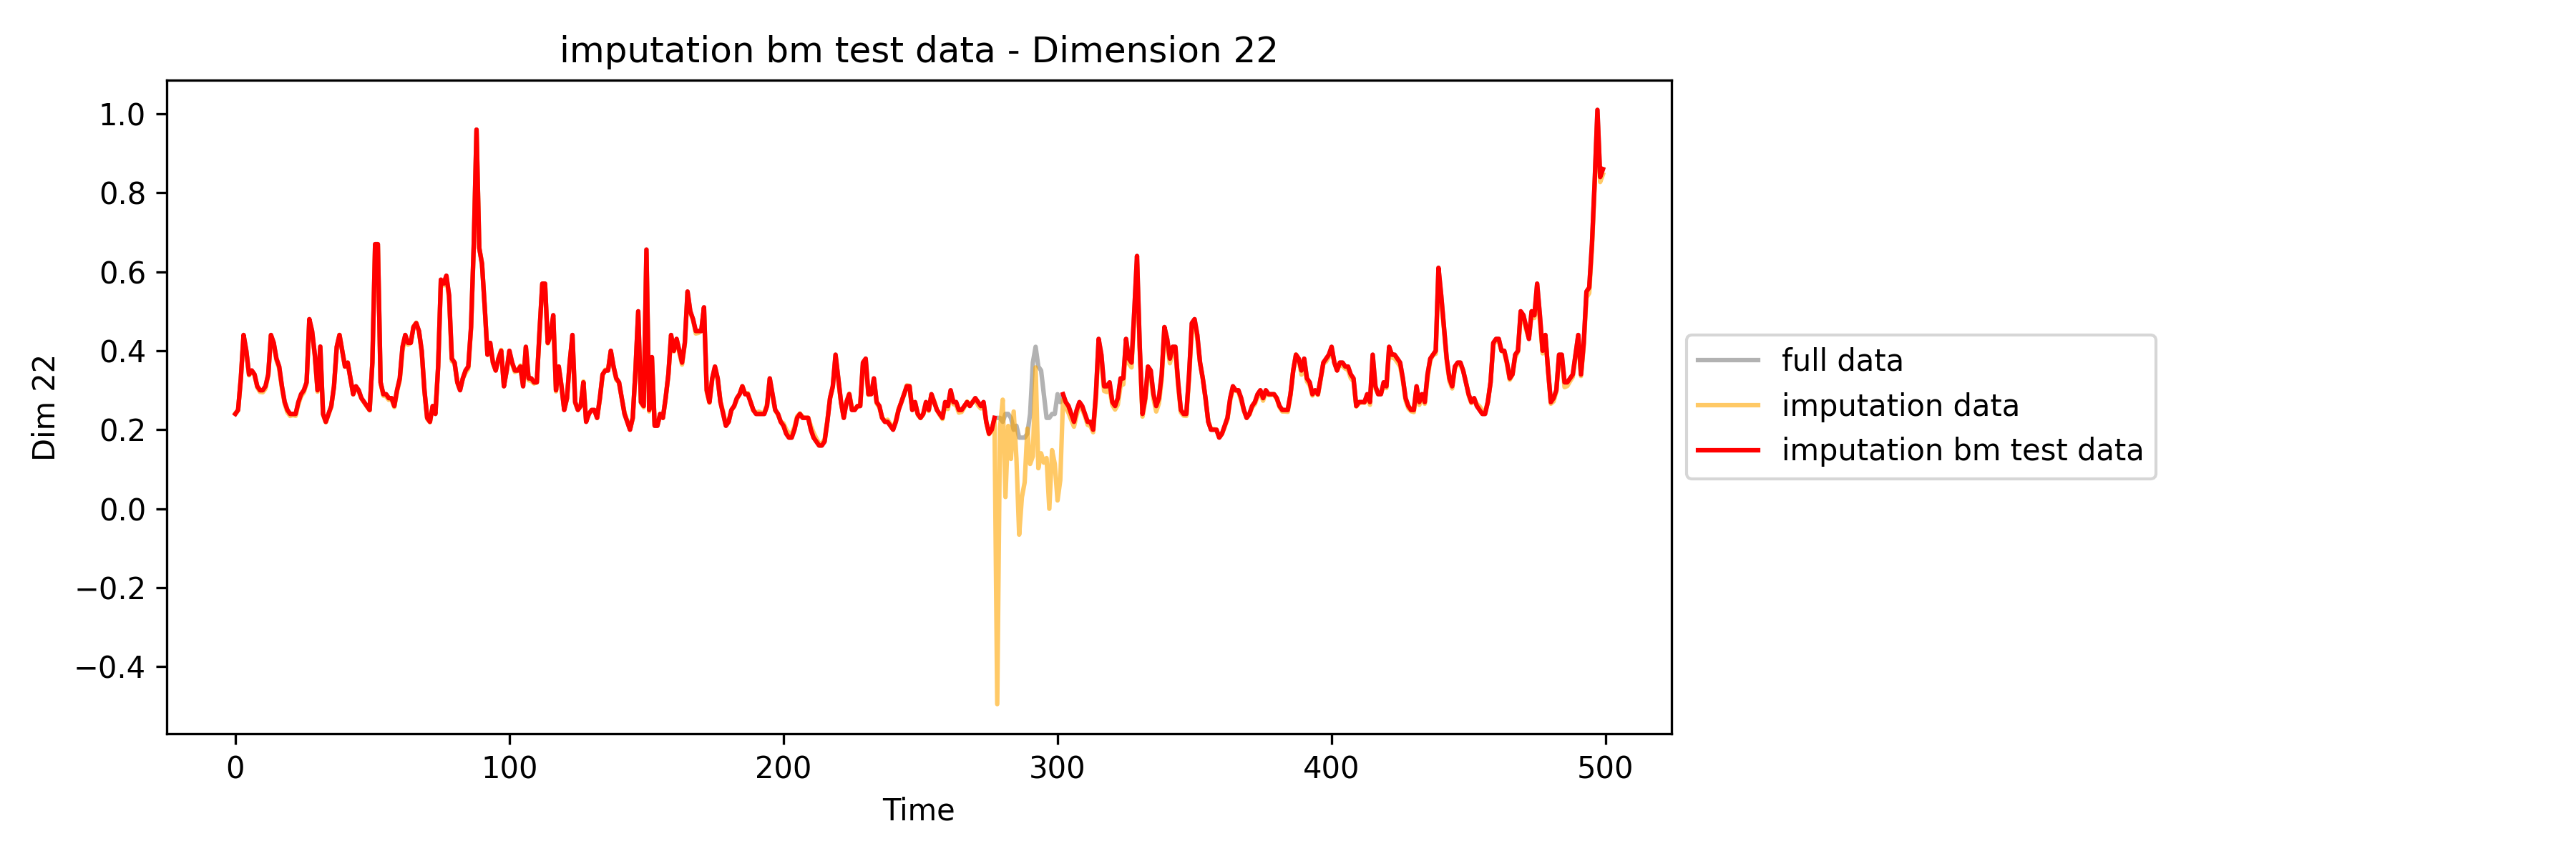 imputation bm test data - Dimension 22
1.0
0.8
0.6
0.4
0.2
0.0
−0.2
−0.4
Dim 22
0 100 200 300 400 500
Time
full data
imputation data
imputation bm test data